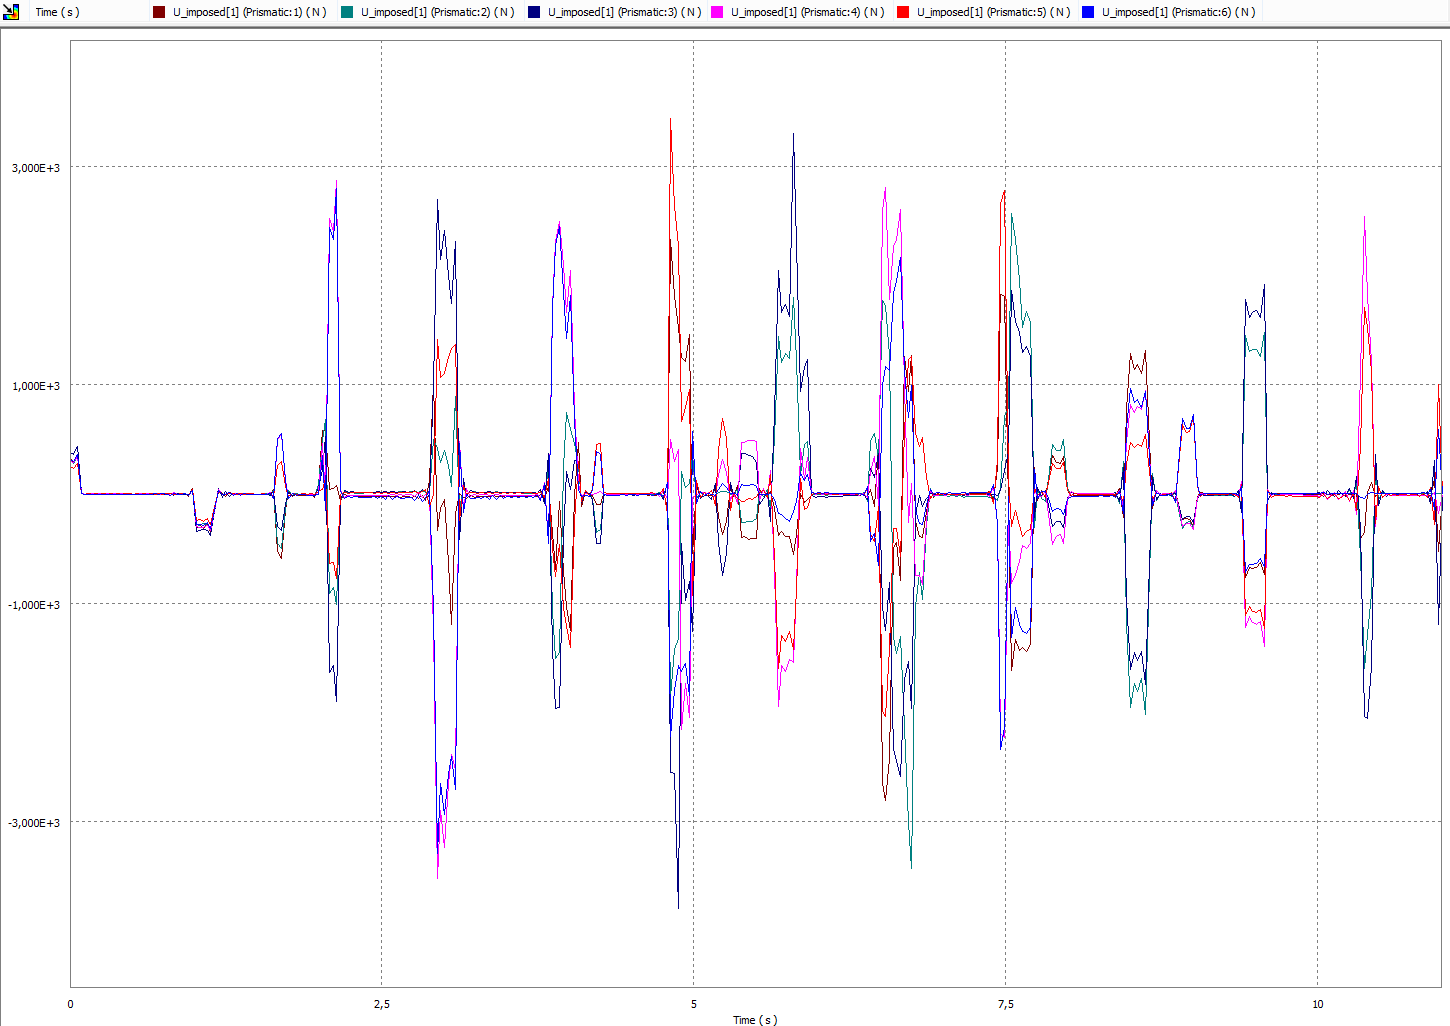 Time ( s ) U_imposed[1] (Prismatic:1) ( N ) U_imposed[1] (Prismatic:2) ( N ) U_imposed[1] (Prismatic:3) ( N ) U_imposed[1] (Prismatic:4) ( N ) U_imposed[1] (Prismatic:5) ( N ) U_imposed[1] (Prismatic:6) ( N )
3,000E+3
1,000E+3
-1,000E+3
-3,000E+3
0 2,5 5 7,5 10
Time ( s )